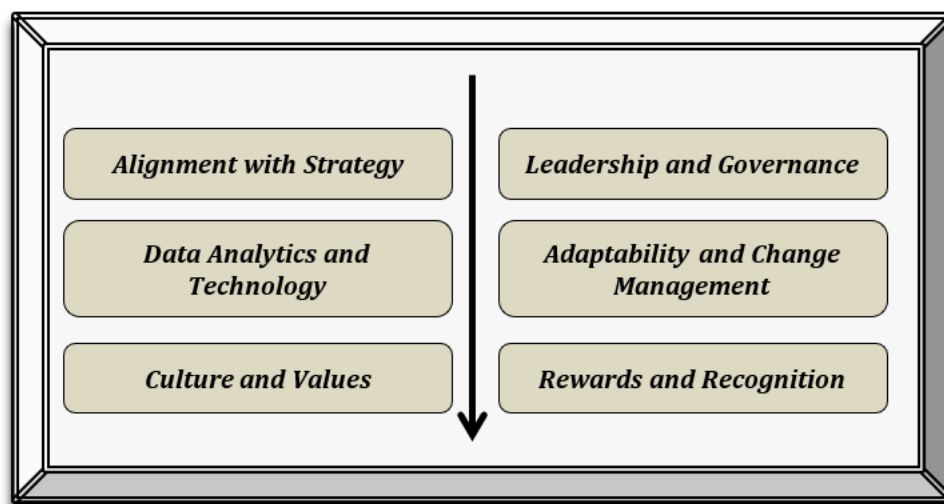 Alignment with Strategy
Leadership and Governance
Data Analytics and
Technology
Adaptability and Change
Management
Culture and Values
Rewards and Recognition